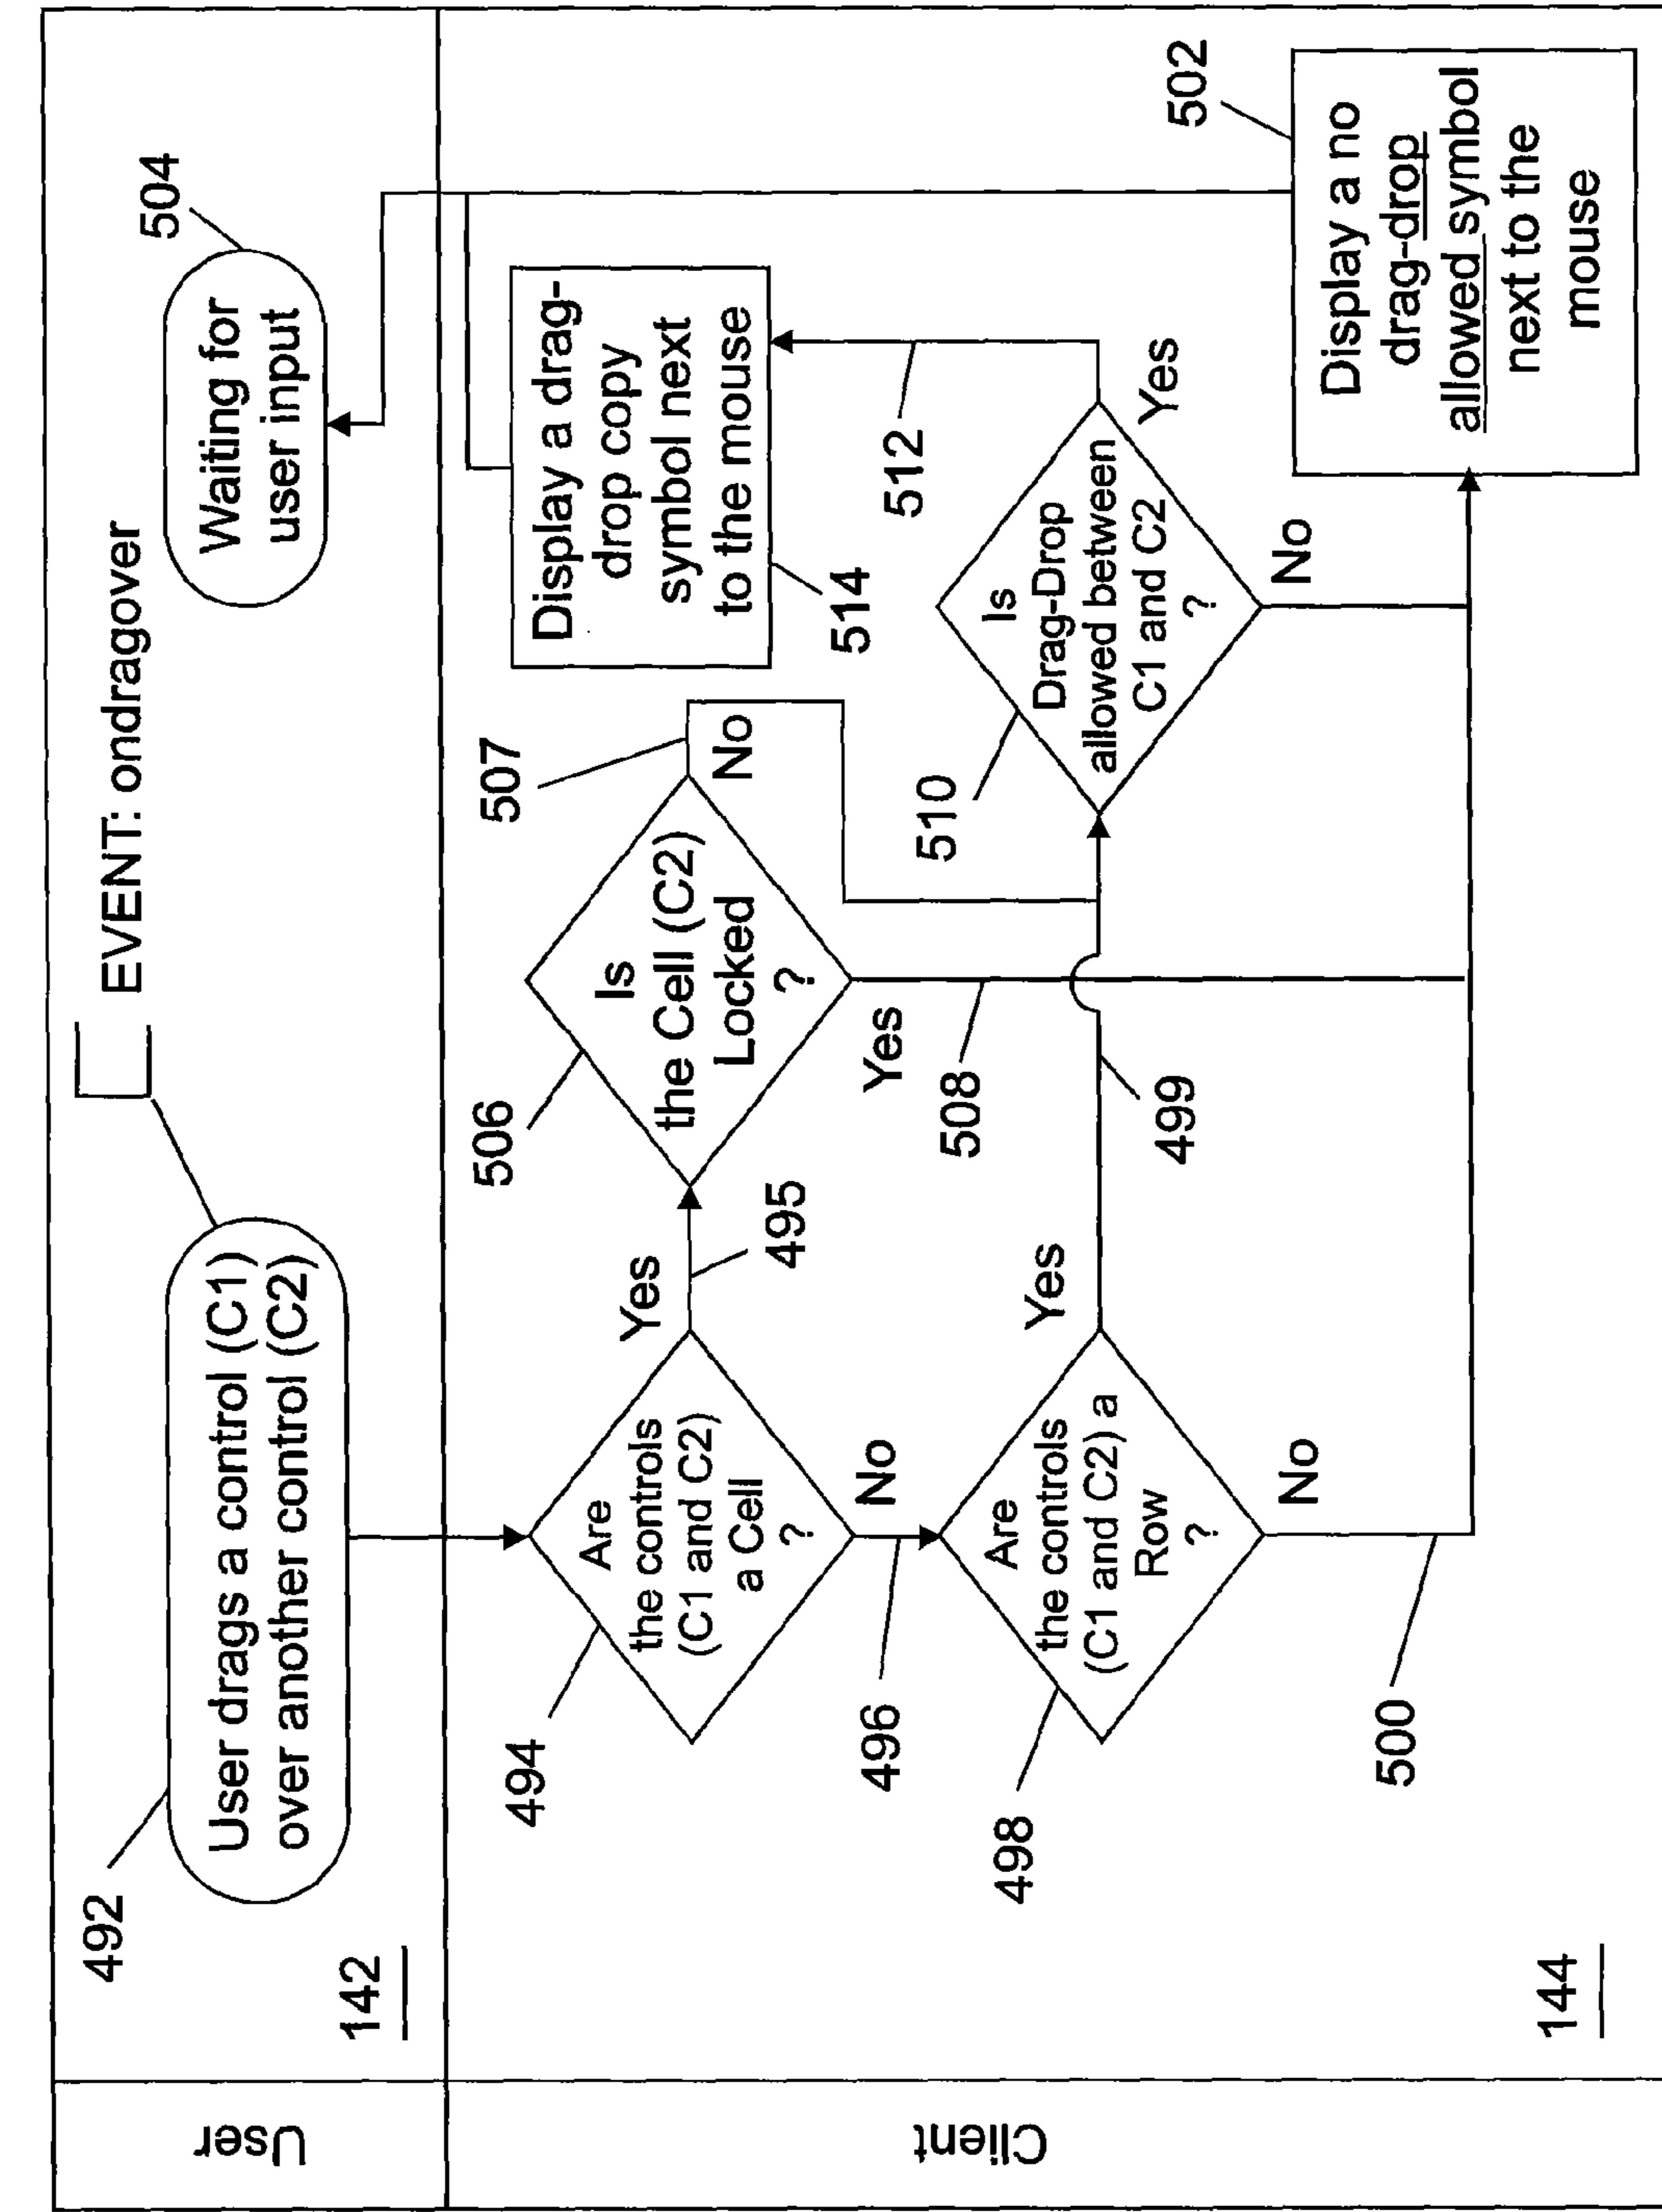 User
142
492
User drags a control (C1)
over another control (C2)
EVENT: ondragover
504
Waiting for
user input
Client
144
494
Are
the controls
(C1 and C2)
a Cell
?
Yes
495
No
496
498
Are
the controls
(C1 and C2) a
Row
?
Yes
499
No
500
506
Is
the Cell (C2)
Locked
?
No
507
Yes
508
510
Is
Drag-Drop
allowed between
C1 and C2
?
Yes
512
No
Display a drag-
drop copy
symbol next
to the mouse
514
502
Display a no
drag-drop
allowed symbol
next to the
mouse